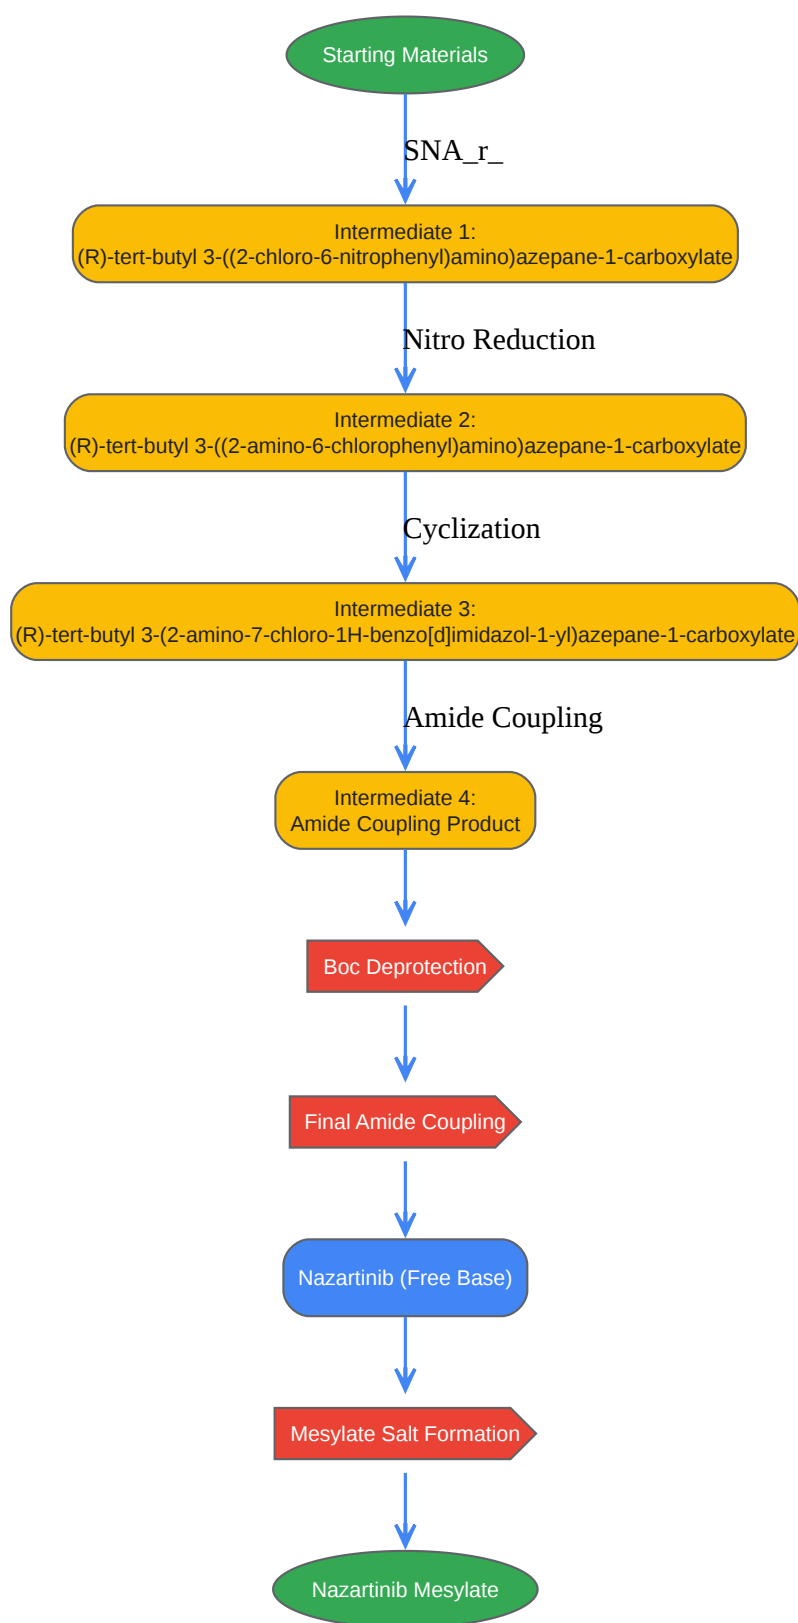 Starting Materials
SNA_r_
Intermediate 1:
(R)-tert-butyl 3-((2-chloro-6-nitrophenyl)amino)azepane-1-carboxylate
Nitro Reduction
Intermediate 2:
(R)-tert-butyl 3-((2-amino-6-chlorophenyl)amino)azepane-1-carboxylate
Cyclization
Intermediate 3:
(R)-tert-butyl 3-(2-amino-7-chloro-1H-benzo[d]imidazol-1-yl)azepane-1-carboxylate
Amide Coupling
Intermediate 4:
Amide Coupling Product
Boc Deprotection
Final Amide Coupling
Nazartinib (Free Base)
Mesylate Salt Formation
Nazartinib Mesylate